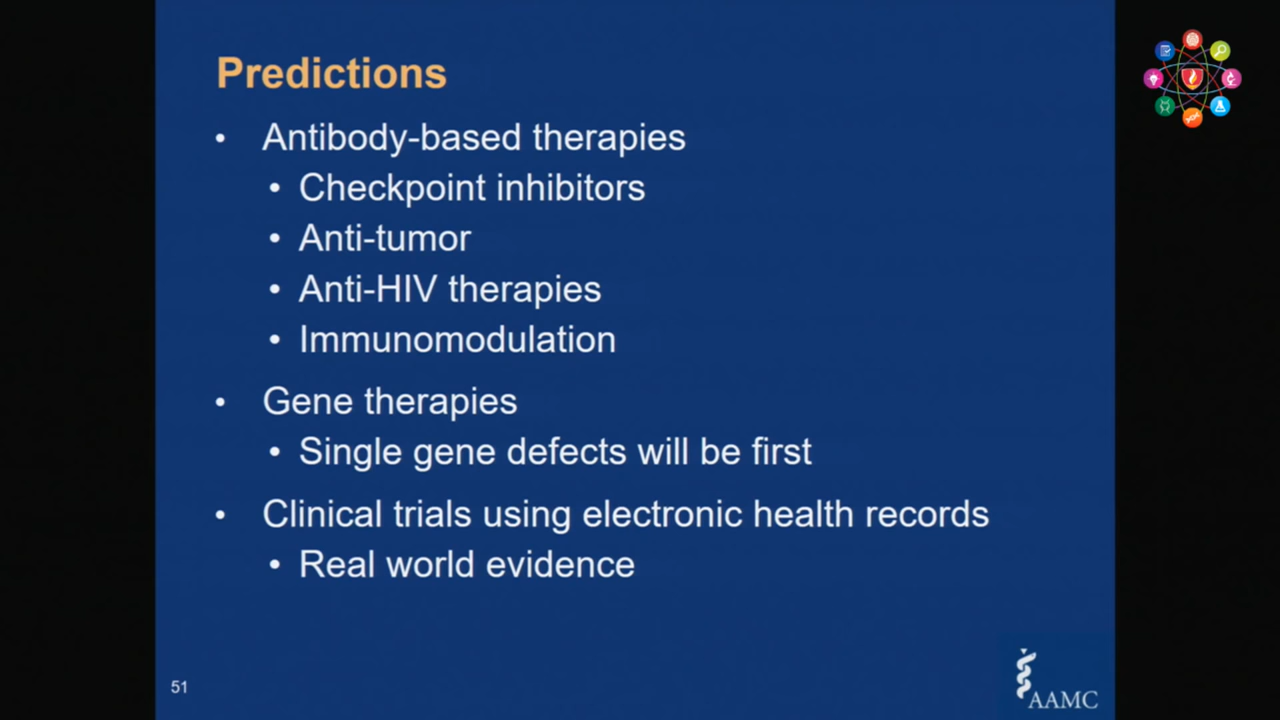 Predictions
• Antibody-based therapies
• Checkpoint inhibitors
• Anti-tumor
• Anti-HIV therapies
• Immunomodulation
• Gene therapies
• Single gene defects will be first
• Clinical trials using electronic health records
• Real world evidence
51
AAMC